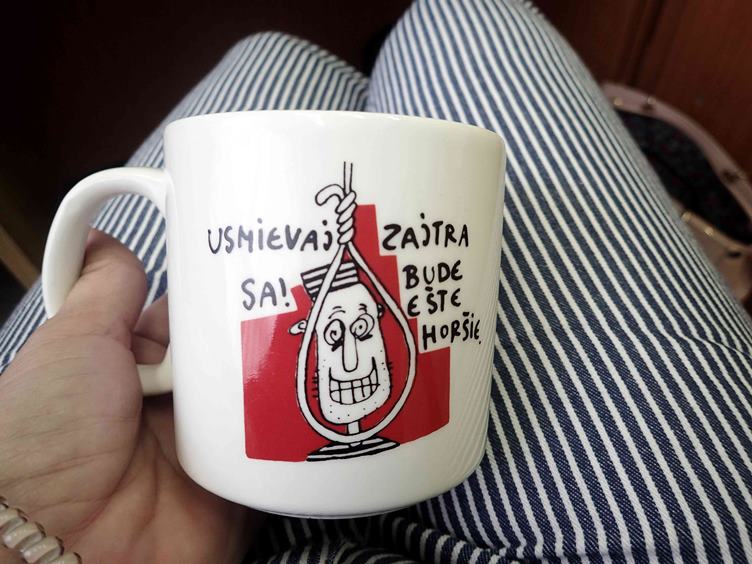 USMIEVAJ
SA!
ZAJTRA
BUDE
EŠTE
HORŠIE.